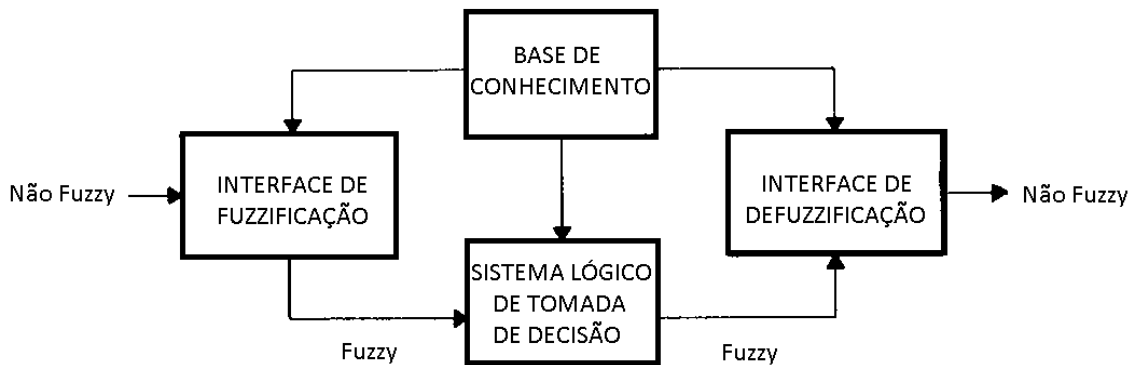 BASE DE
CONHECIMENTO
Não Fuzzy
INTERFACE DE
FUZZIFICAÇÃO
INTERFACE DE
DEFUZZIFICAÇÃO
Não Fuzzy
SISTEMA LÓGICO
DE TOMADA
DE DECISÃO
Fuzzy
Fuzzy